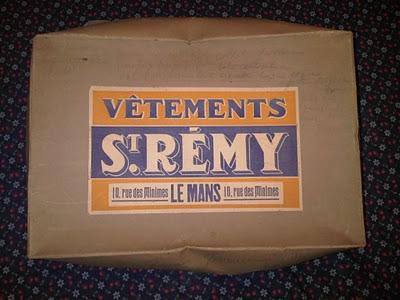 VÊTEMENTS
ST. RÉMY
10, rue des Minimes LE MANS 10, rue des Minimes